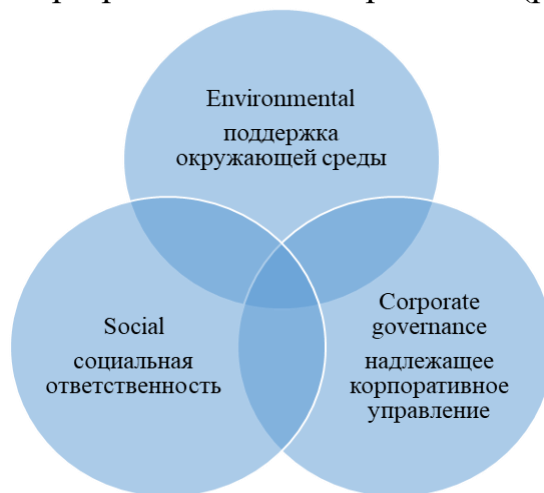 Environmental
поддержка
окружающей среды
Social
социальная
ответственность
Corporate
governance
надлежащее
корпоративное
управление